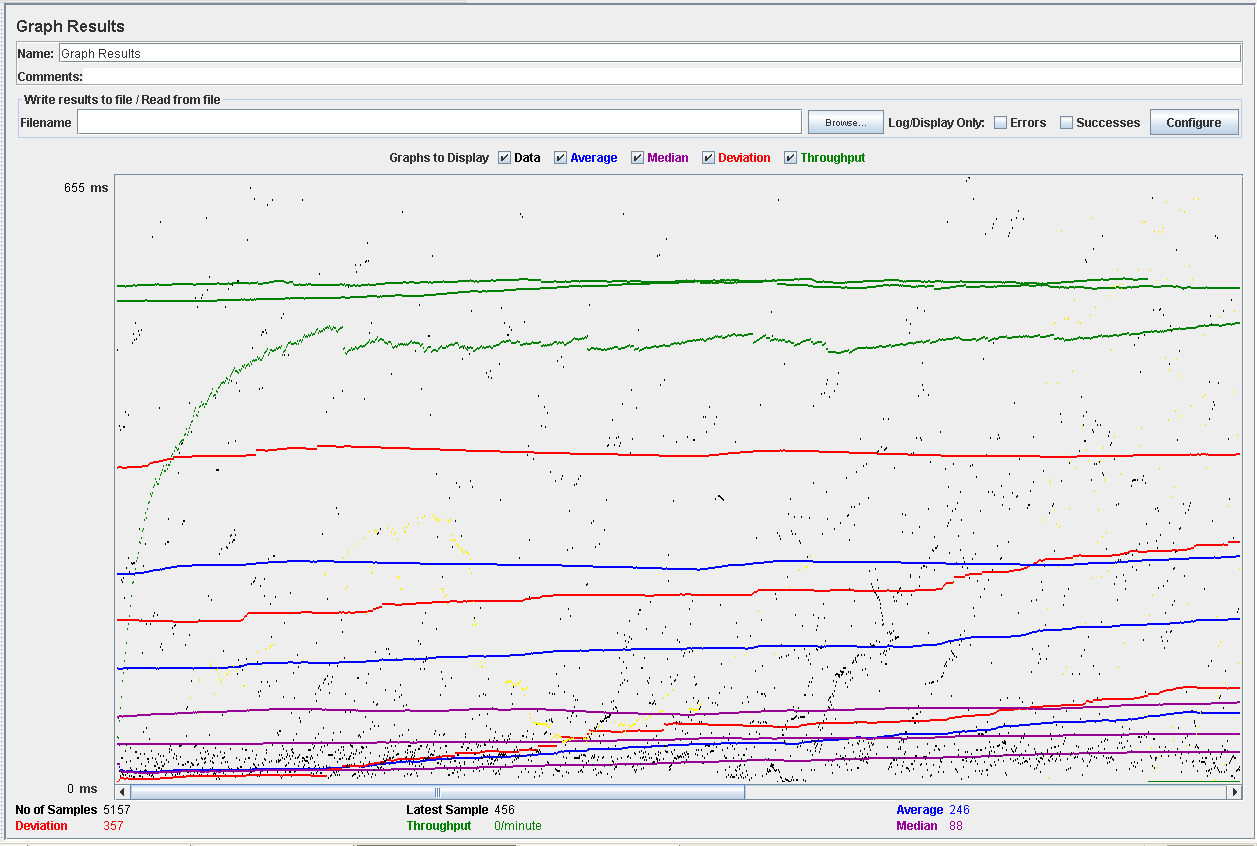 Graph Results
Name: Graph Results
Comments:
Write results to file / Read from file
Filename Browse... Log/Display Only: Errors Successes Configure
Graphs to Display Data Average Median Deviation Throughput
655 ms
0 ms
No of Samples 5157 Latest Sample 456 Average 246
Deviation 357 Throughput 0/minute Median 88